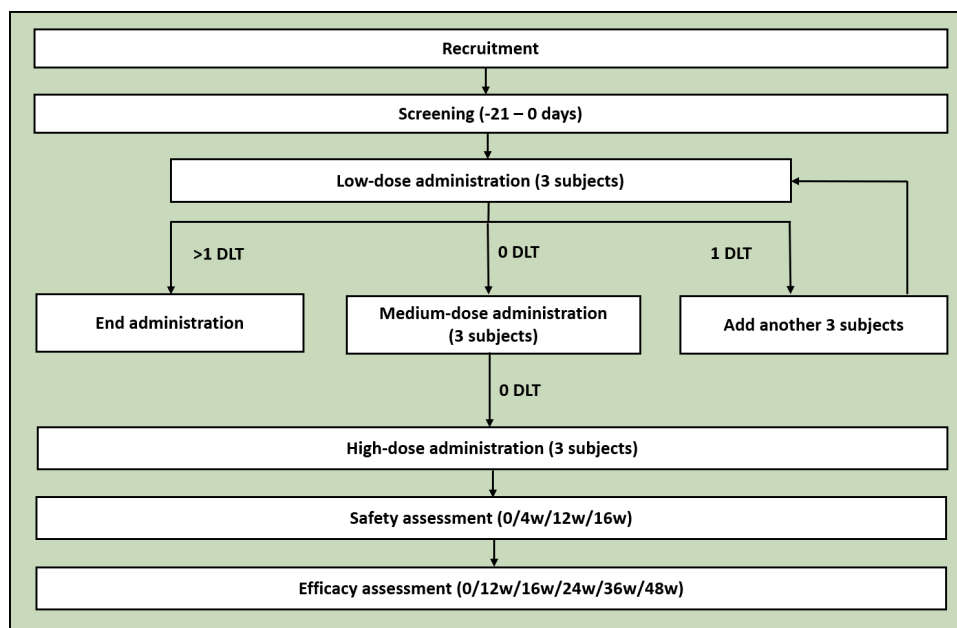 Recruitment
Screening (-21 – 0 days)
Low-dose administration (3 subjects)
>1 DLT
0 DLT
1 DLT
End administration
Medium-dose administration
(3 subjects)
Add another 3 subjects
0 DLT
High-dose administration (3 subjects)
Safety assessment (0/4w/12w/16w)
Efficacy assessment (0/12w/16w/24w/36w/48w)